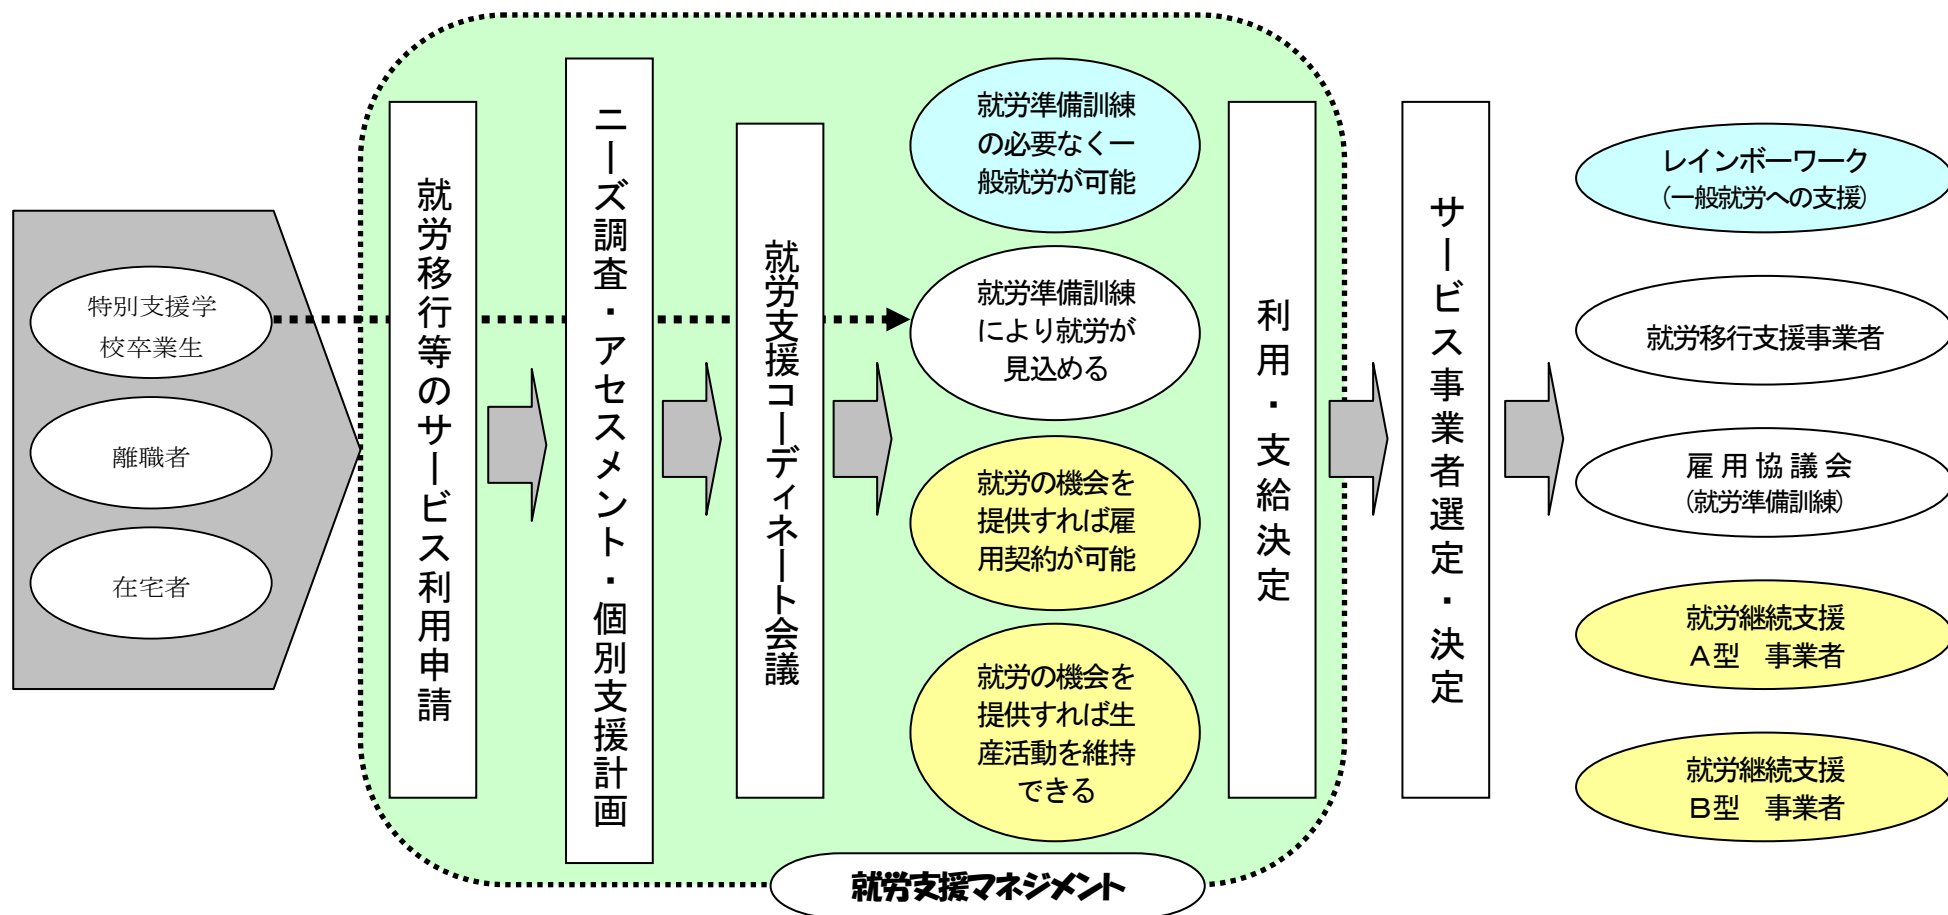 特別支援学
校卒業生
離職者
在宅者
就労移行等のサービス利用申請
ニーズ調査・アセスメント・個別支援計画
就労支援コーディネート会議
就労準備訓練
の必要なく一
般就労が可能
就労準備訓練
により就労が
見込める
就労の機会を
提供すれば雇
用契約が可能
就労の機会を
提供すれば生
産活動を維持
できる
利用・支給決定
サービス事業者選定・決定
レインボーワーク
(一般就労への支援)
就労移行支援事業者
雇用協議会
(就労準備訓練)
就労継続支援
A型 事業者
就労継続支援
B型 事業者
就労支援マネジメント